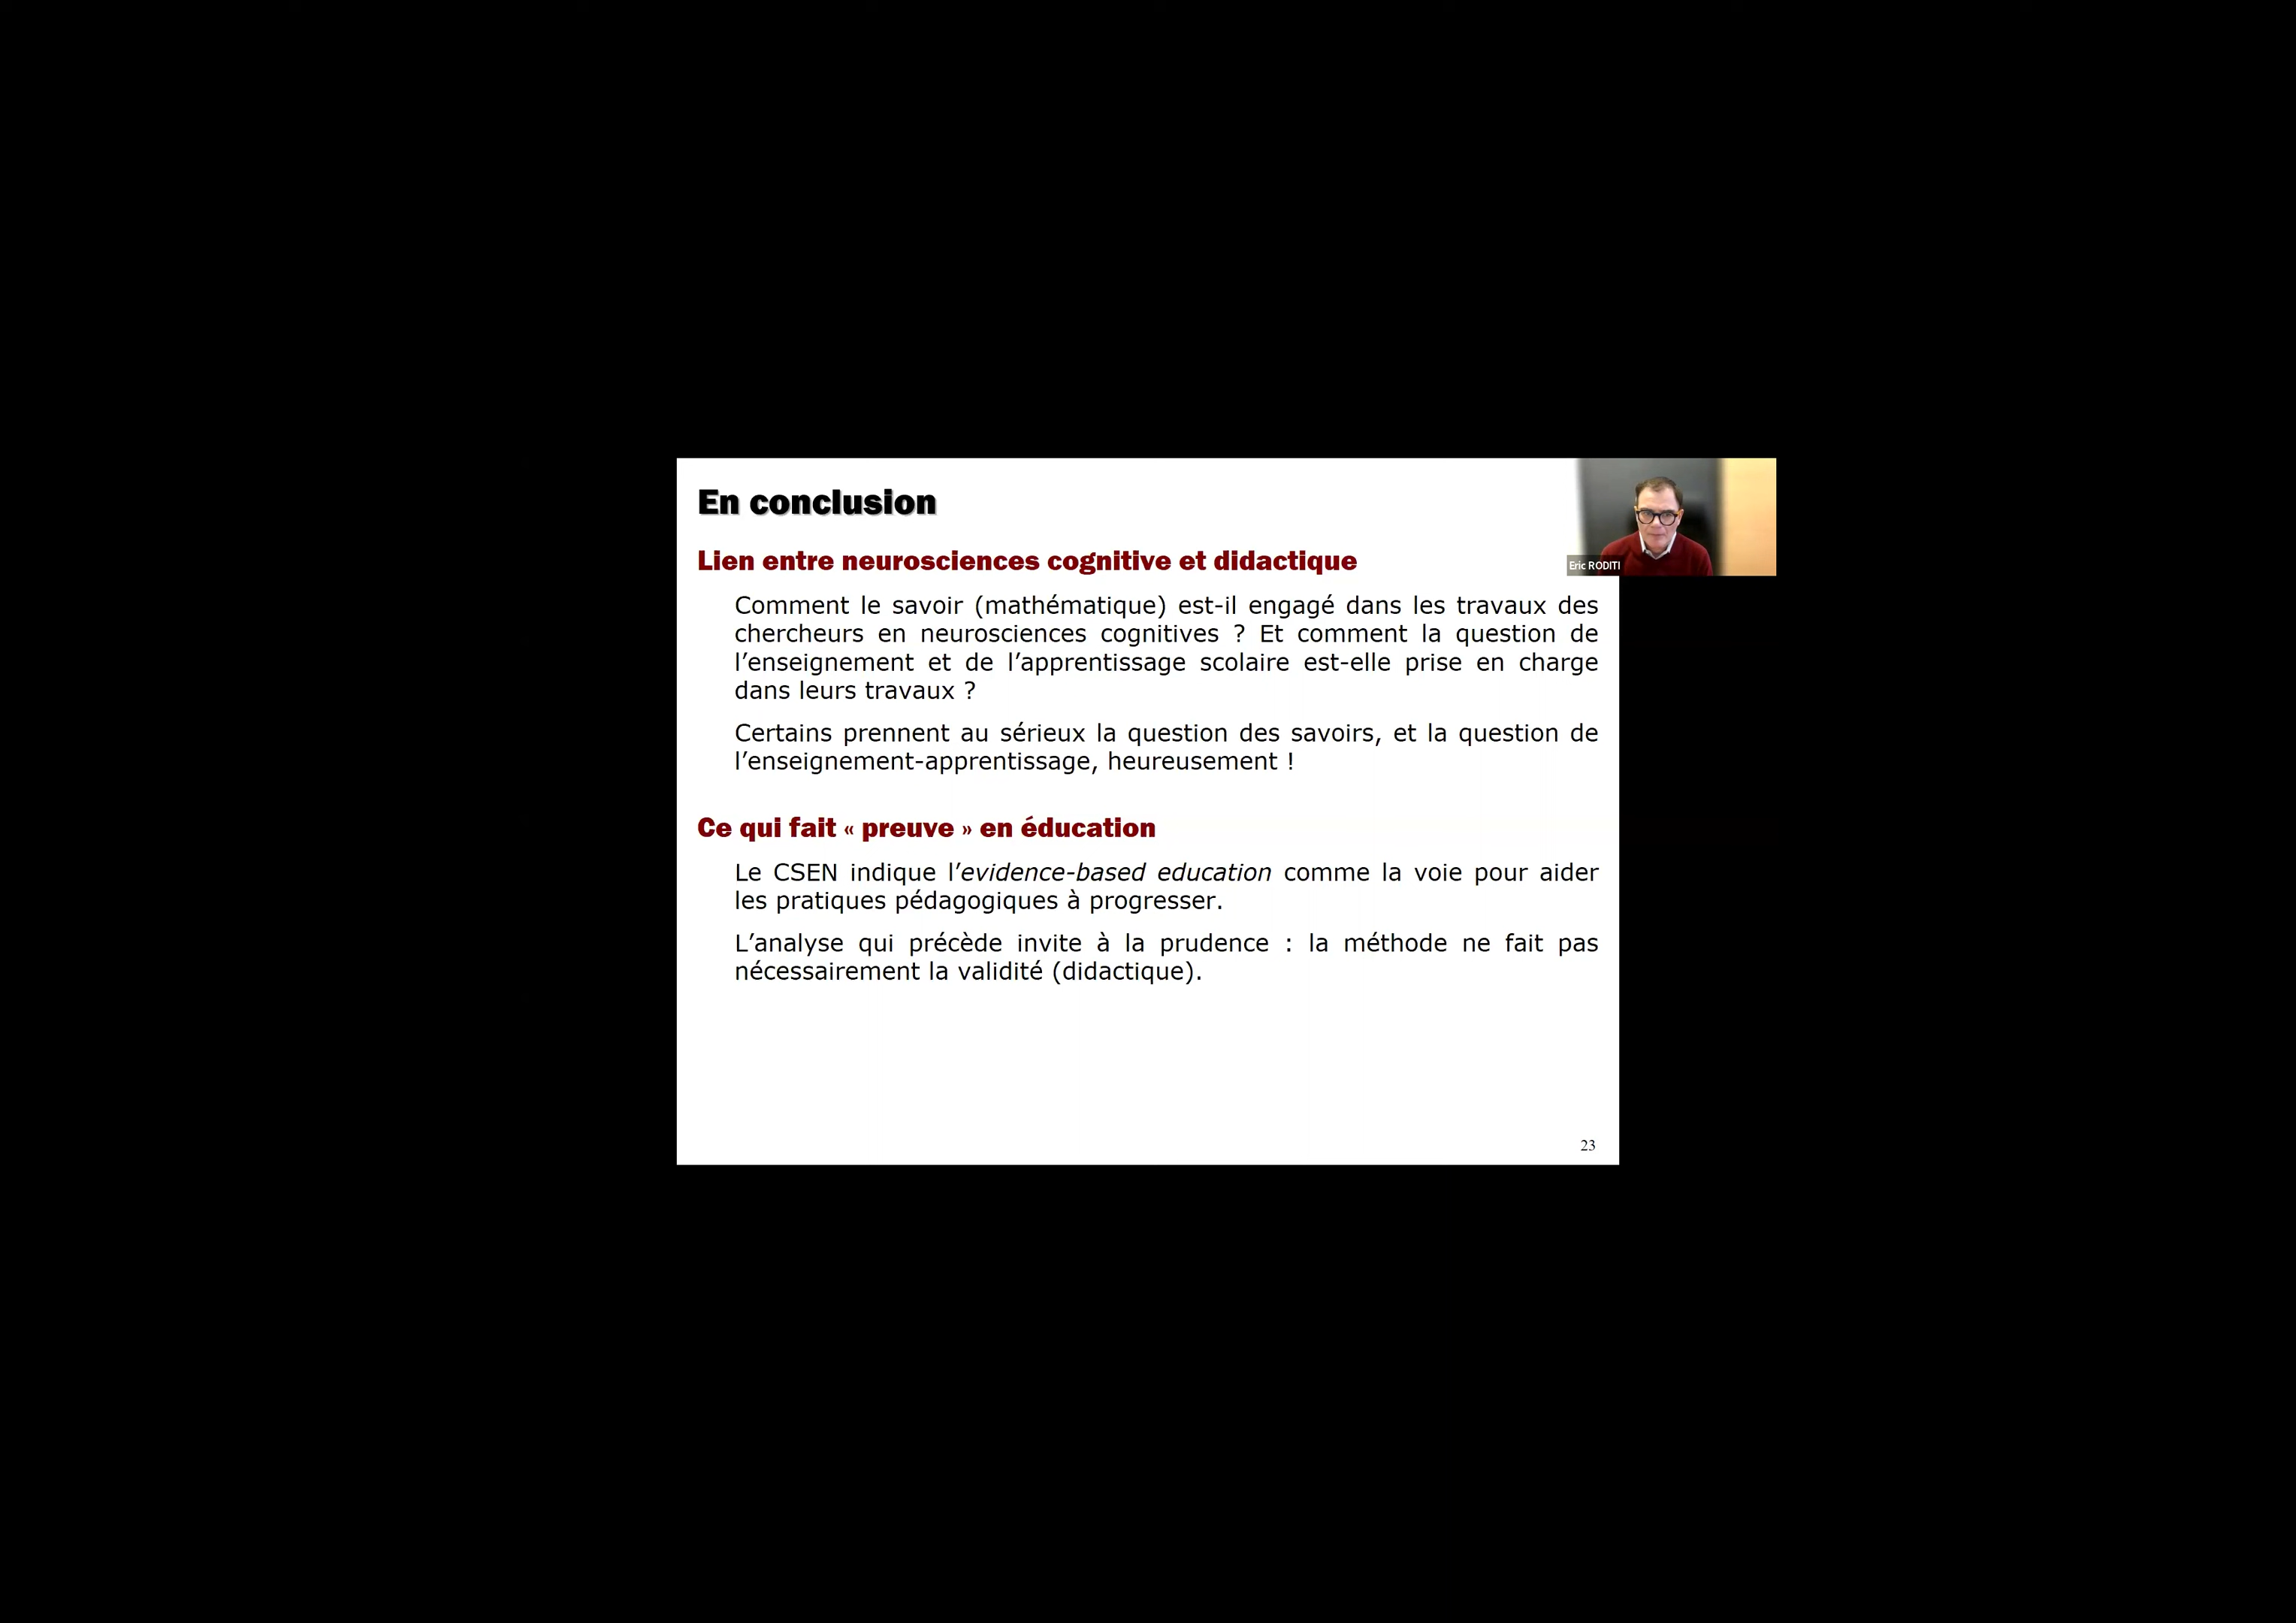 En conclusion
Lien entre neurosciences cognitive et didactique
Eric RODITI
Comment le savoir (mathématique) est-il engagé dans les travaux des
chercheurs en neurosciences cognitives ? Et comment la question de
l’enseignement et de l’apprentissage scolaire est-elle prise en charge
dans leurs travaux ?
Certains prennent au sérieux la question des savoirs, et la question de
l’enseignement-apprentissage, heureusement !
Ce qui fait « preuve » en éducation
Le CSEN indique l’evidence-based education comme la voie pour aider
les pratiques pédagogiques à progresser.
L’analyse qui précède invite à la prudence : la méthode ne fait pas
nécessairement la validité (didactique).
23